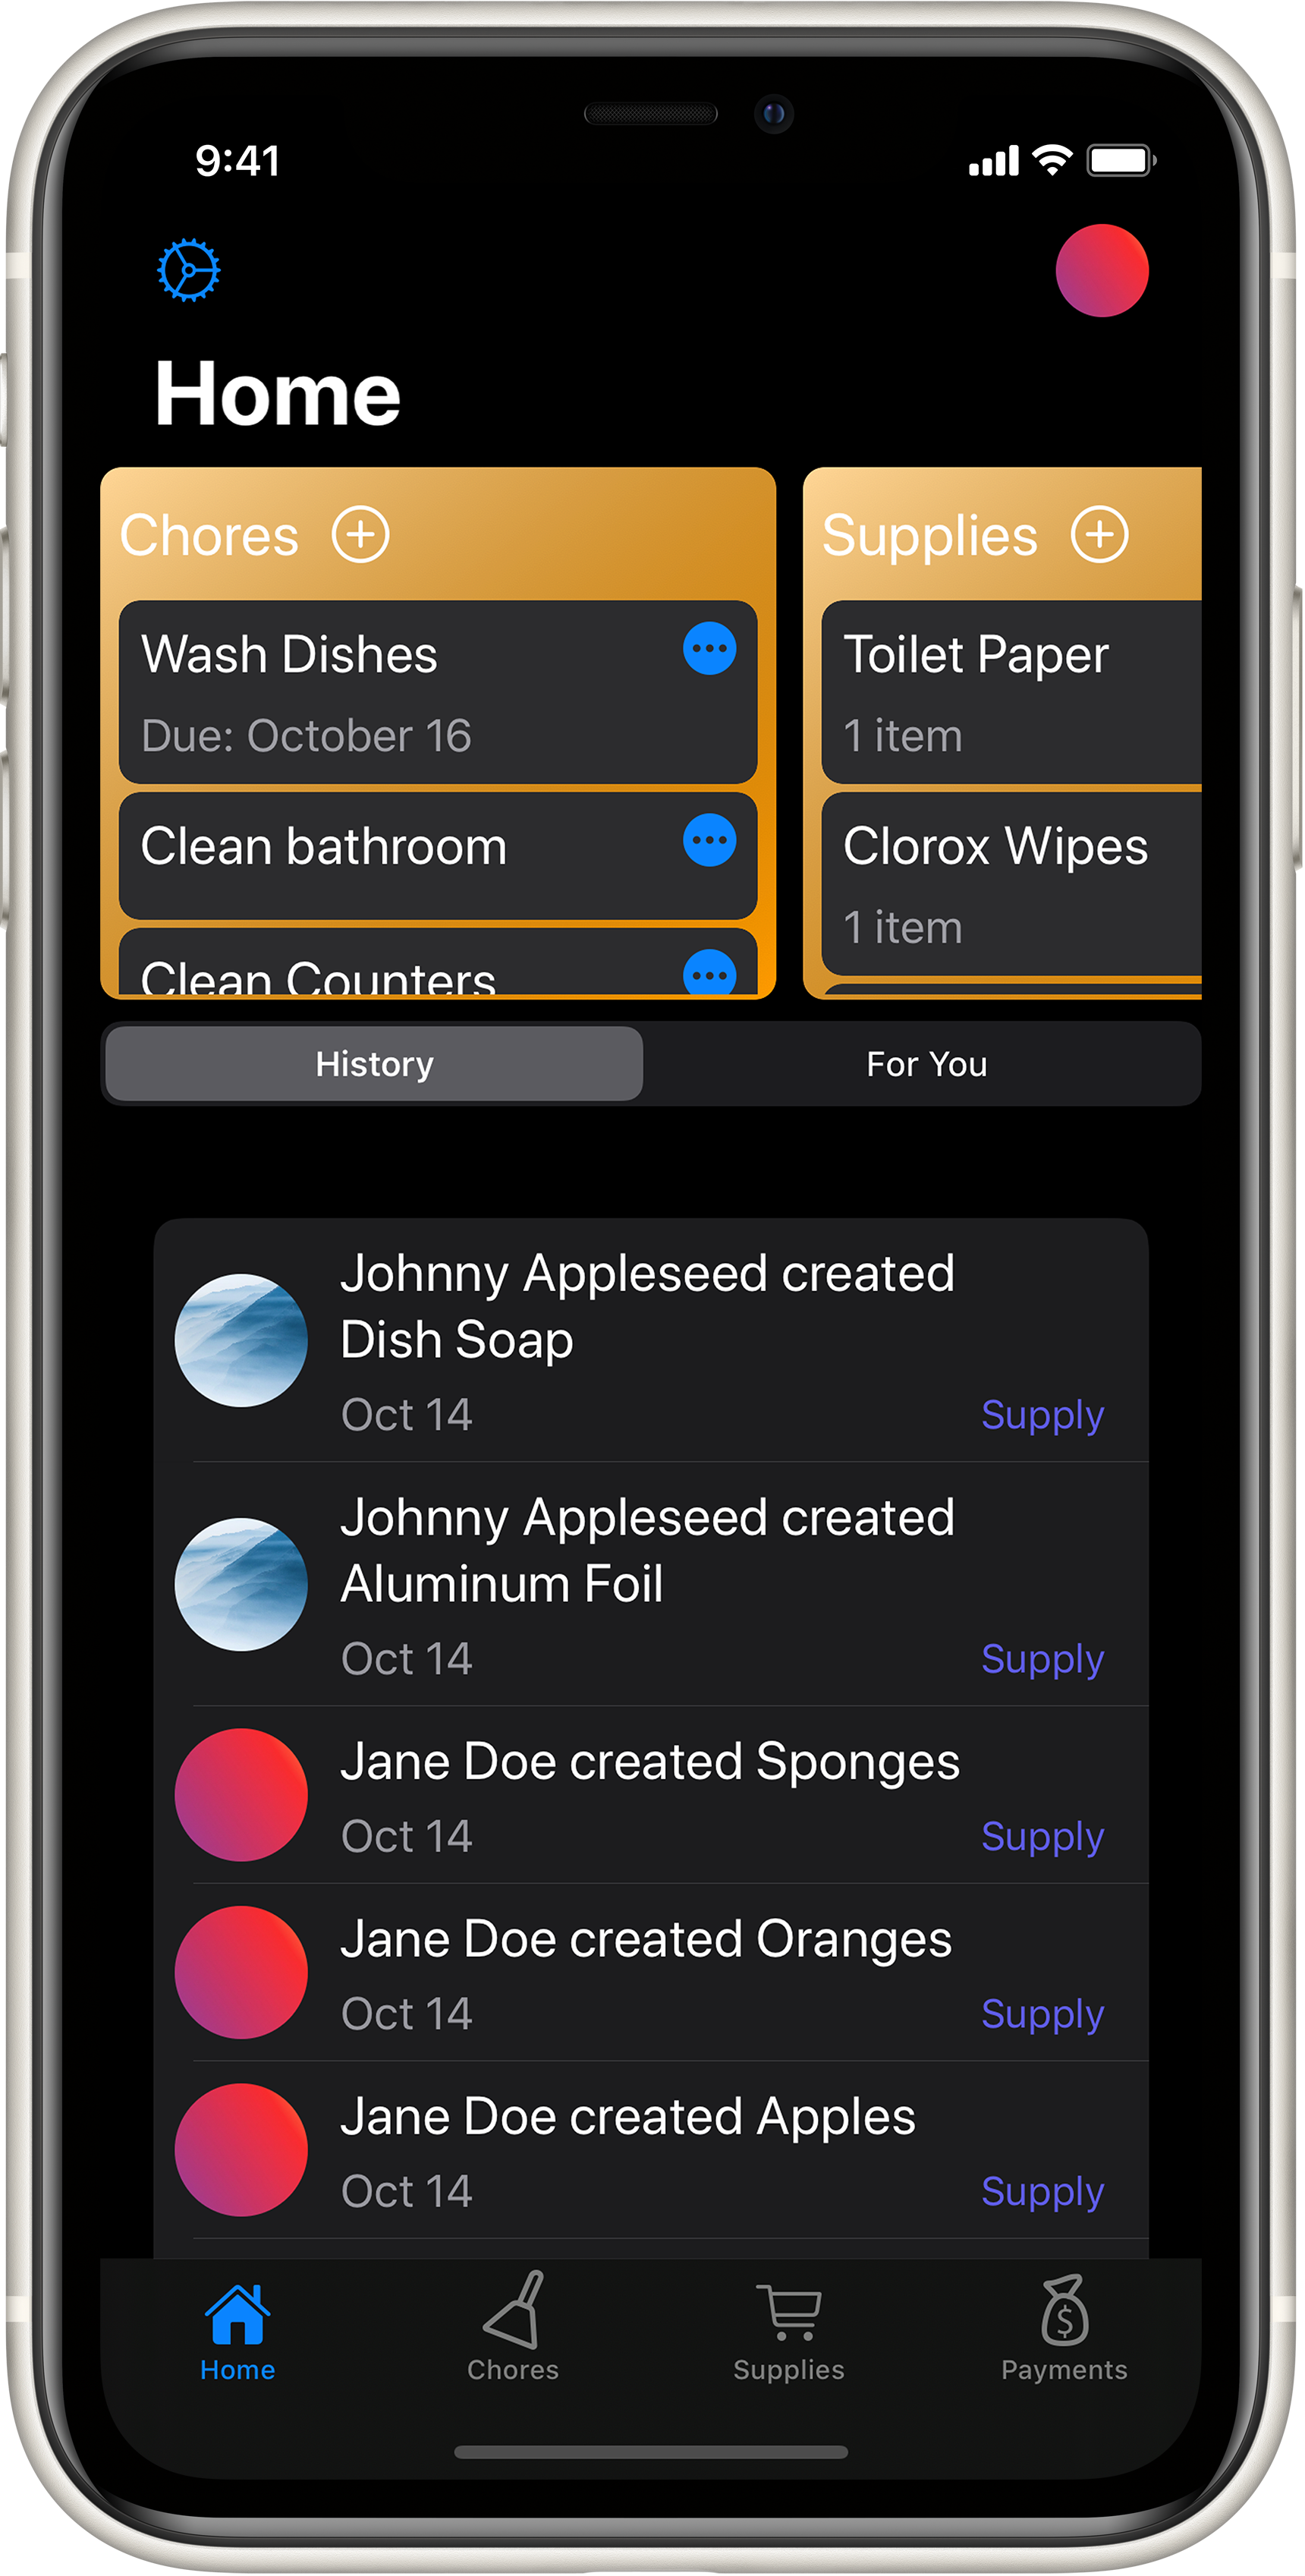 9:41
Home
Chores
Supplies
Wash Dishes
Due: October 16
Clean bathroom
Clean Counters
Toilet Paper
1 item
Clorox Wipes
1 item
History
For You
Johnny Appleseed created
Dish Soap
Oct 14
Supply
Johnny Appleseed created
Aluminum Foil
Oct 14
Supply
Jane Doe created Sponges
Oct 14
Supply
Jane Doe created Oranges
Oct 14
Supply
Jane Doe created Apples
Oct 14
Supply
Home
Chores
Supplies
Payments